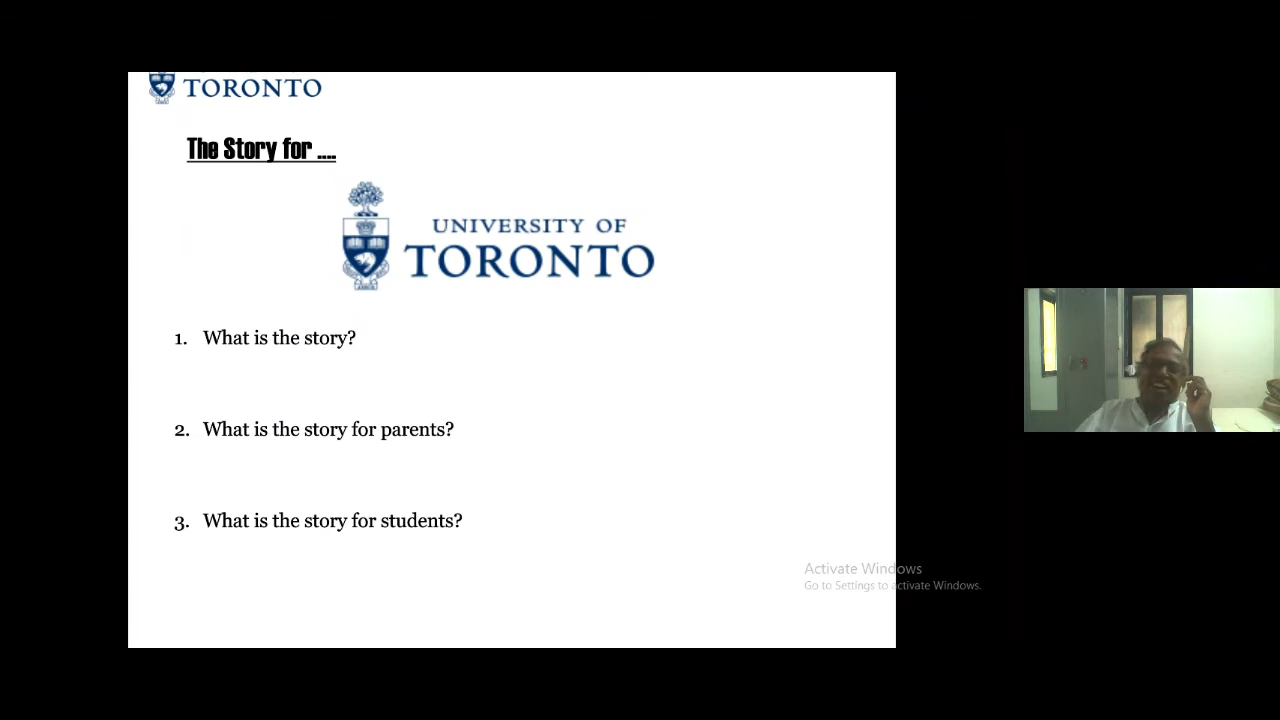 TORONTO
The Story for ....
UNIVERSITY OF
TORONTO
1. What is the story?
2. What is the story for parents?
3. What is the story for students?
Activate Windows
Go to Settings to activate Windows.